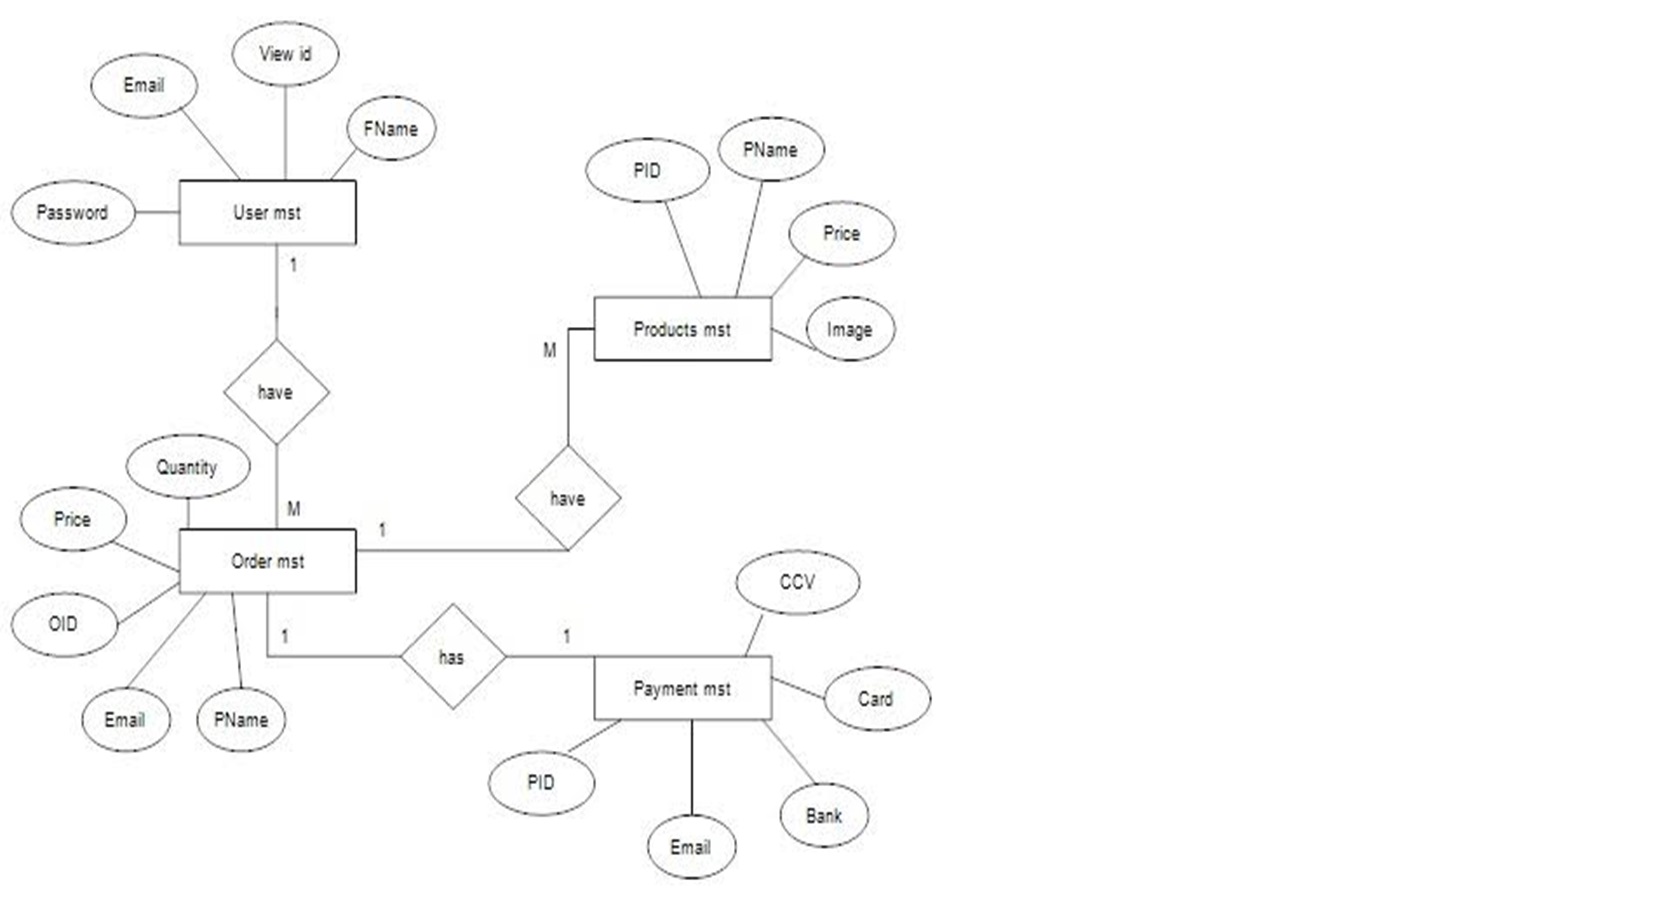 View id
Email
FName
Password
User mst
1
PID
PName
Price
Products mst
Image
M
have
Quantity
Price
M
1
have
Order mst
OID
1
has
1
CCV
Payment mst
Card
Email
PName
PID
Bank
Email